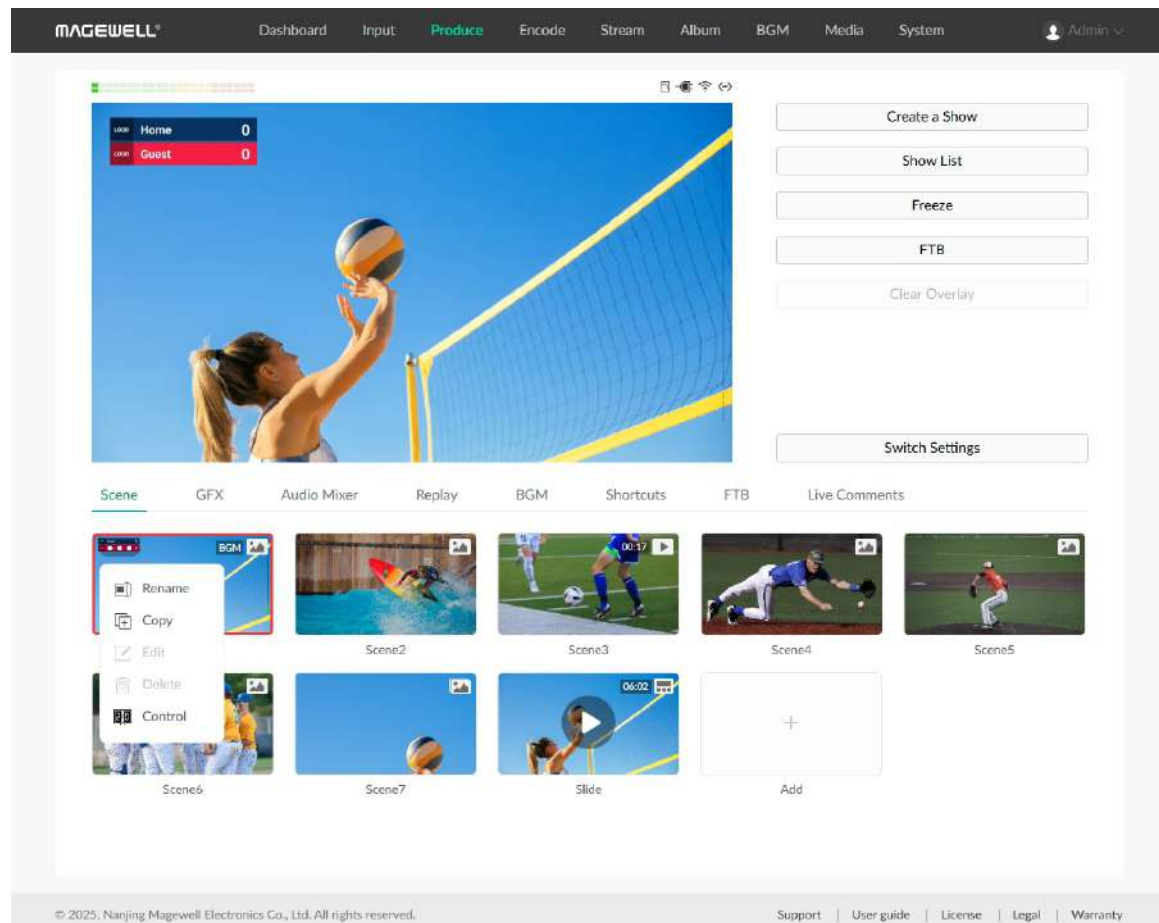 MAGEWELL®
Dashboard Input Produce Encode Stream Album BGM Media System Admin
LOGO Home 0
LOGO Guest 0
Create a Show
Show List
Freeze
FTB
Clear Overlay
Switch Settings
Scene GFX Audio Mixer Replay BGM Shortcuts FTB Live Comments
BGM
00:17
Rename
Copy
Edit
Delete
Control
Scene2 Scene3 Scene4 Scene5
06:02
Scene6 Scene7 Slide Add
© 2025, Nanjing Magewell Electronics Co., Ltd. All rights reserved.
Support | User guide | License | Legal | Warranty